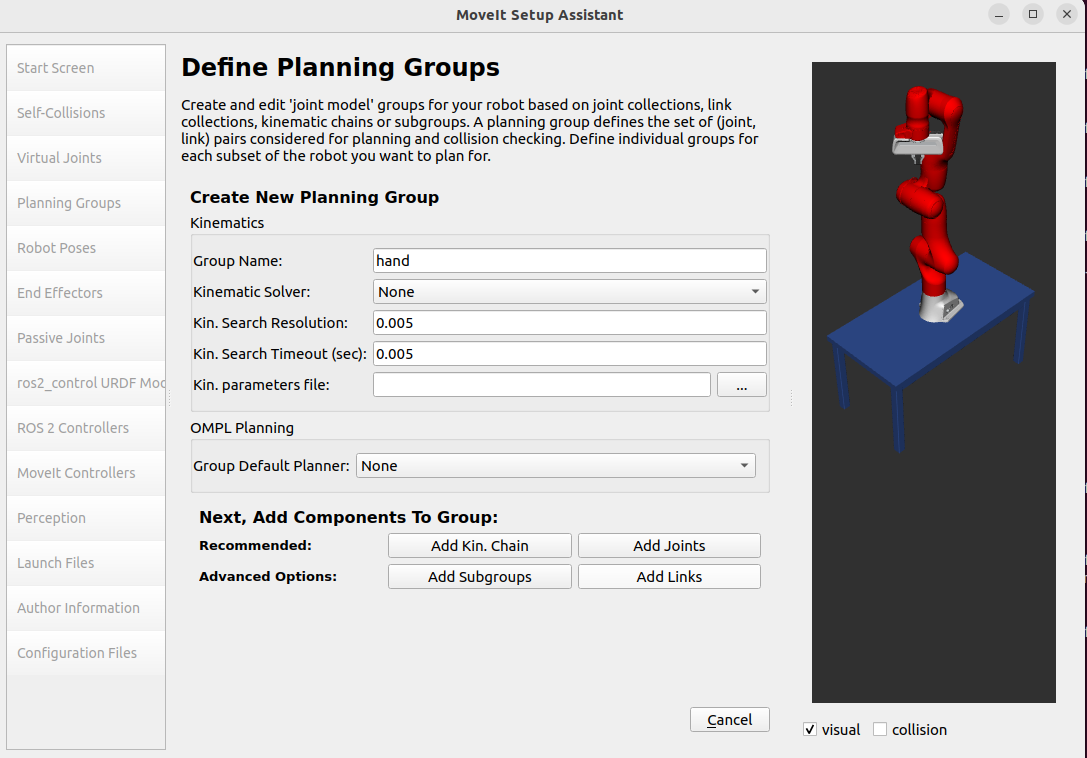 MoveIt Setup Assistant
Start Screen
Self-Collisions
Virtual Joints
Planning Groups
Robot Poses
End Effectors
Passive Joints
ros2_control URDF Moc
ROS 2 Controllers
MoveIt Controllers
Perception
Launch Files
Author Information
Configuration Files
Define Planning Groups
Create and edit 'joint model' groups for your robot based on joint collections, link
collections, kinematic chains or subgroups. A planning group defines the set of (joint,
link) pairs considered for planning and collision checking. Define individual groups for
each subset of the robot you want to plan for.
Create New Planning Group
Kinematics
Group Name: hand
Kinematic Solver: None
Kin. Search Resolution: 0.005
Kin. Search Timeout (sec): 0.005
Kin. parameters file: ...
OMPL Planning
Group Default Planner: None
Next, Add Components To Group:
Recommended: Add Kin. Chain Add Joints
Advanced Options: Add Subgroups Add Links
Cancel
visual collision